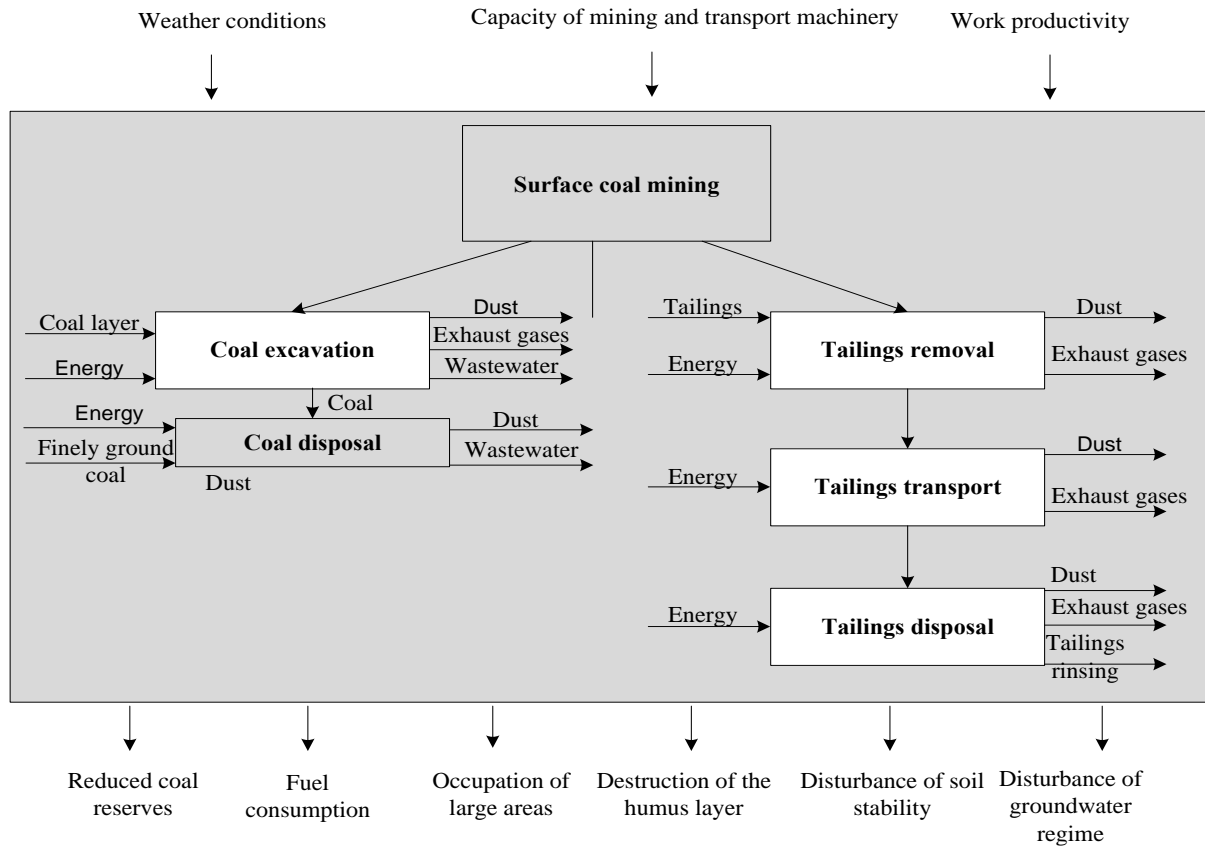 Weather conditions
Capacity of mining and transport machinery
Work productivity
Surface coal mining
Coal layer
Energy
Coal excavation
Dust
Exhaust gases
Wastewater
Coal
Energy
Finely ground
coal
Coal disposal
Dust
Dust
Wastewater
Tailings
Energy
Tailings removal
Dust
Exhaust gases
Energy
Tailings transport
Dust
Exhaust gases
Energy
Tailings disposal
Dust
Exhaust gases
Tailings
rinsing
Reduced coal
reserves
Fuel
consumption
Occupation of
large areas
Destruction of the
humus layer
Disturbance of soil
stability
Disturbance of
groundwater
regime